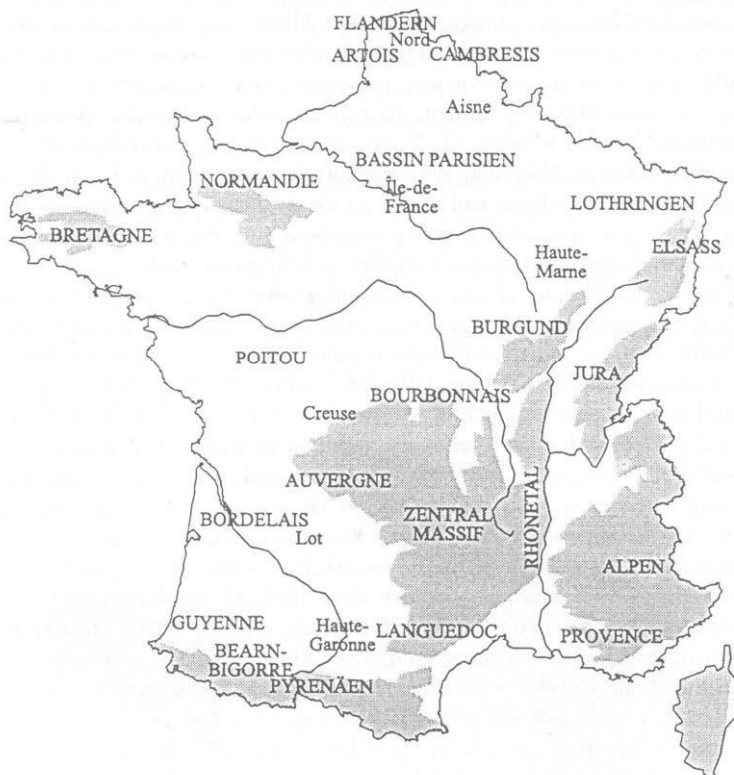 FLANDERN
Nord
ARTOIS
CAMBRESIS
Aisne
BASSIN PARISIEN
NORMANDIE
Île-de-
France
LOTHRINGEN
BRETAGNE
ELSASS
Haute-
Marne
BURGUND
POITOU
JURA
BOURBONNAIS
Creuse
AUVERGNE
ZENTRAL
MASSIF
RHONETAL
BORDELAIS
Lot
ALPEN
GUYENNE
Haute-
Garonne
LANGUEDOC
PROVENCE
BEARN-
BIGORRE
PYRENÄEN